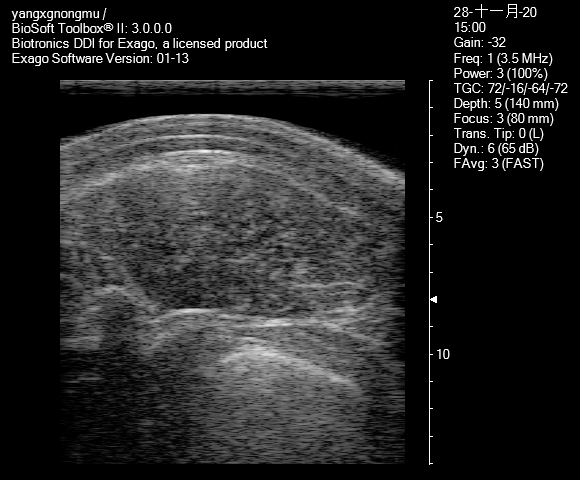 yangxgnongmu /
BioSoft Toolbox® II: 3.0.0.0
Biotronics DDI for Exago, a licensed product
Exago Software Version: 01-13
28-十一月-20
15:00
Gain: -32
Freq: 1 (3.5 MHz)
Power: 3 (100%)
TGC: 72/-16/-64/-72
Depth: 5 (140 mm)
Focus: 3 (80 mm)
Trans. Tip: 0 (L)
Dyn.: 6 (65 dB)
FAvg: 3 (FAST)
5
10